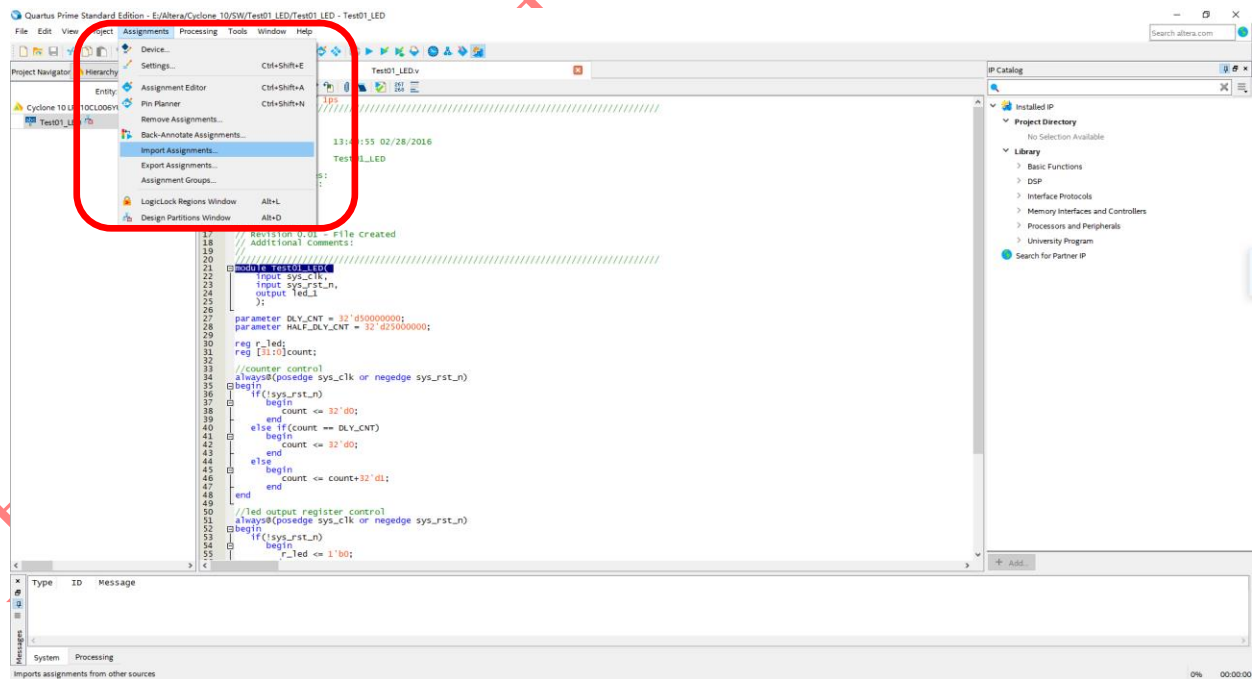 Quartus Prime Standard Edition - E:/Altera/Cyclone_10/SW/Test01_LED/Test01_LED - Test01_LED
File Edit View Project Assignments Processing Tools Window Help
Search altera.com
Device...
Settings... Ctrl+Shift+E
Assignment Editor Ctrl+Shift+A
Pin Planner Ctrl+Shift+N
Remove Assignments...
Back-Annotate Assignments...
Import Assignments...
Export Assignments...
Assignment Groups...
LogicLock Regions Window Alt+L
Design Partitions Window Alt+D
Project Navigator Hierarchy
Entity:
Cyclone 10 LP
Test01_LED
Test01_LED.v
267
268
1ps
13:40:55 02/28/2016
Test01_LED
17 // Revision 0.01 - File Created
18 // Additional Comments:
19 //
20 //////////////////////////////////////////////////////////////////////////////////
21 module Test01_LED(
22 input sys_clk,
23 input sys_rst_n,
24 output led_1
25 );
26
27 parameter DLY_CNT = 32'd50000000;
28 parameter HALF_DLY_CNT = 32'd25000000;
29
30 reg r_led;
31 reg [31:0]count;
32
33 //counter control
34 always@(posedge sys_clk or negedge sys_rst_n)
35 begin
36 if(!sys_rst_n)
37 begin
38 count <= 32'd0;
39 end
40 else if(count == DLY_CNT)
41 begin
42 count <= 32'd0;
43 end
44 else
45 begin
46 count <= count+32'd1;
47 end
48 end
49
50 //led output register control
51 always@(posedge sys_clk or negedge sys_rst_n)
52 begin
53 if(!sys_rst_n)
54 begin
55 r_led <= 1'b0;
IP Catalog
Installed IP
Project Directory
No Selection Available
Library
Basic Functions
DSP
Interface Protocols
Memory Interfaces and Controllers
Processors and Peripherals
University Program
Search for Partner IP
+ Add...
Type ID Message
Messages
System Processing
Imports assignments from other sources
0% 00:00:00